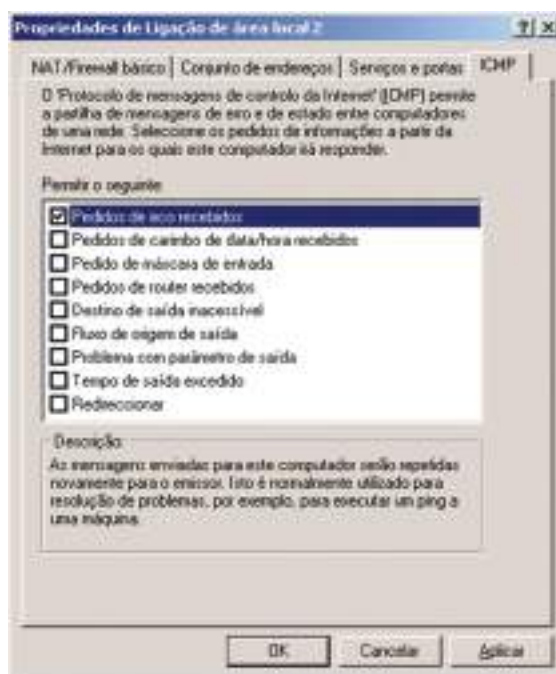 Propriedades de Ligação de área local 2
NAT/Firewall básico
Conjunto de endereços
Serviços e portas
ICMP
O 'Protocolo de mensagens de controlo da Internet' (ICMP) permite
a partilha de mensagens de erro e de estado entre computadores
de uma rede. Seleccione os pedidos de informações a partir da
Internet para os quais este computador irá responder.
Permitir o seguinte
Pedidos de eco recebidos
Pedidos de carimbo de data/hora recebidos
Pedido de máscara de entrada
Pedidos de router recebidos
Destino de saída inacessível
Fluxo de origem de saída
Problema com parâmetro de saída
Tempo de saída excedido
Redireccionar
Descrição
As mensagens enviadas para este computador serão repetidas
novamente para o emissor. Isto é normalmente utilizado para
resolução de problemas, por exemplo, para executar um ping a
uma máquina.
OK
Cancelar
Aplicar